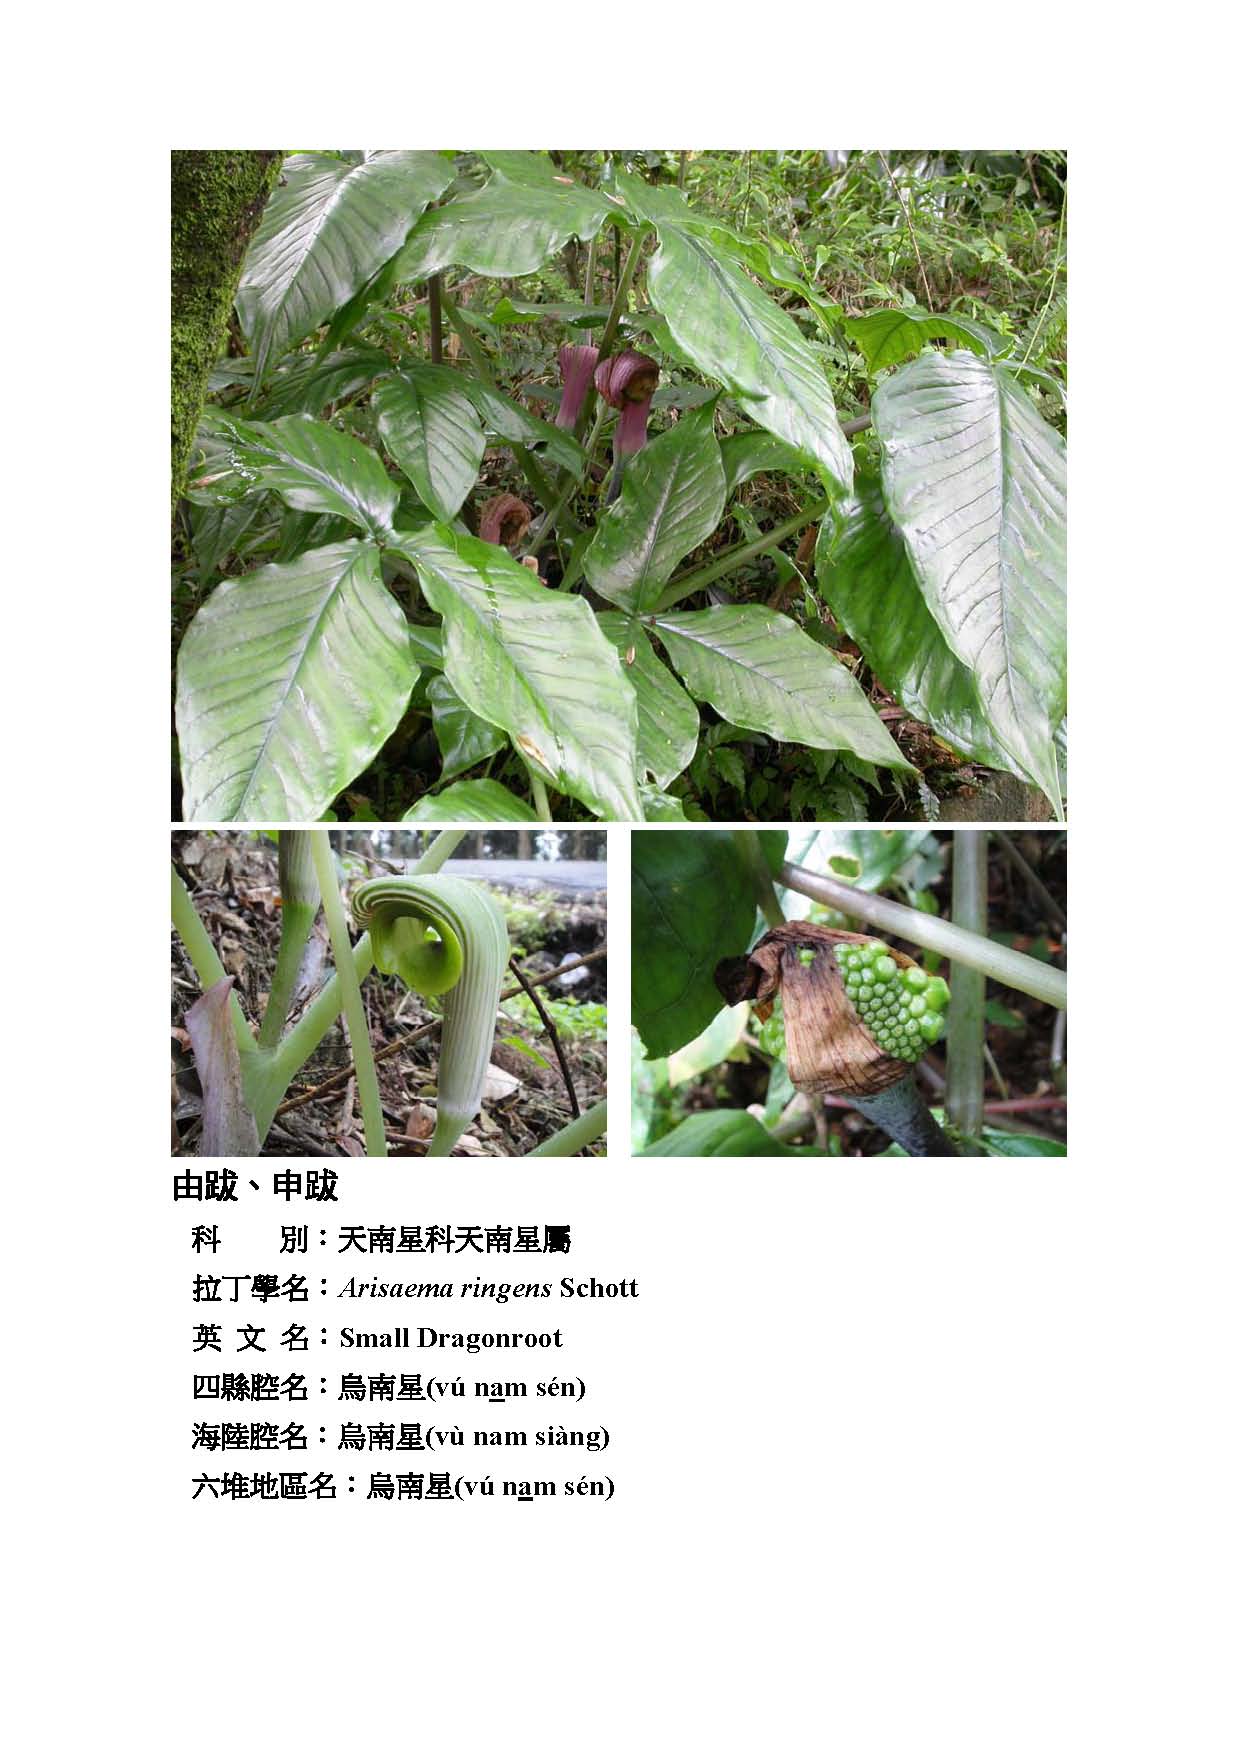 由跋、申跋
科　　別：天南星科天南星屬
拉丁學名：Arisaema ringens Schott
英 文 名：Small Dragonroot
四縣腔名：烏南星(vú na̲m sén)
海陸腔名：烏南星(vù nam siàng)
六堆地區名：烏南星(vú na̲m sén)